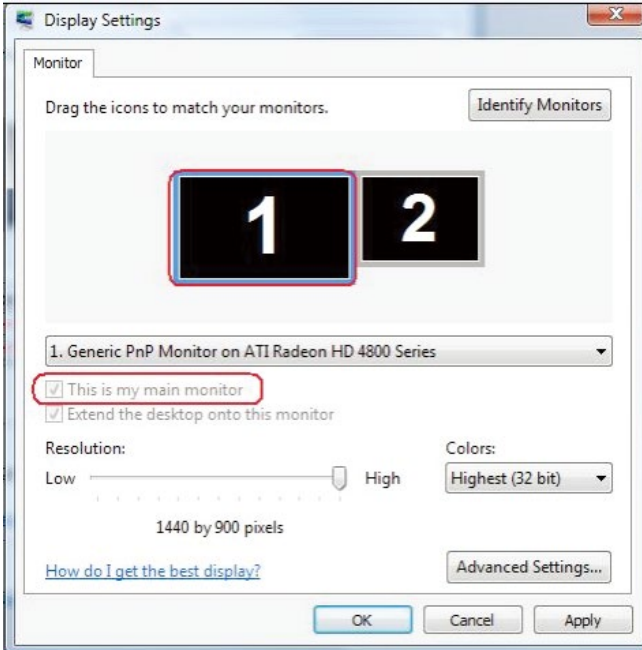 Display Settings
Monitor
Drag the icons to match your monitors.
Identify Monitors
1
2
1. Generic PnP Monitor on ATI Radeon HD 4800 Series
This is my main monitor
Extend the desktop onto this monitor
Resolution:
Colors:
Low
High
Highest (32 bit)
1440 by 900 pixels
How do I get the best display?
Advanced Settings...
OK
Cancel
Apply